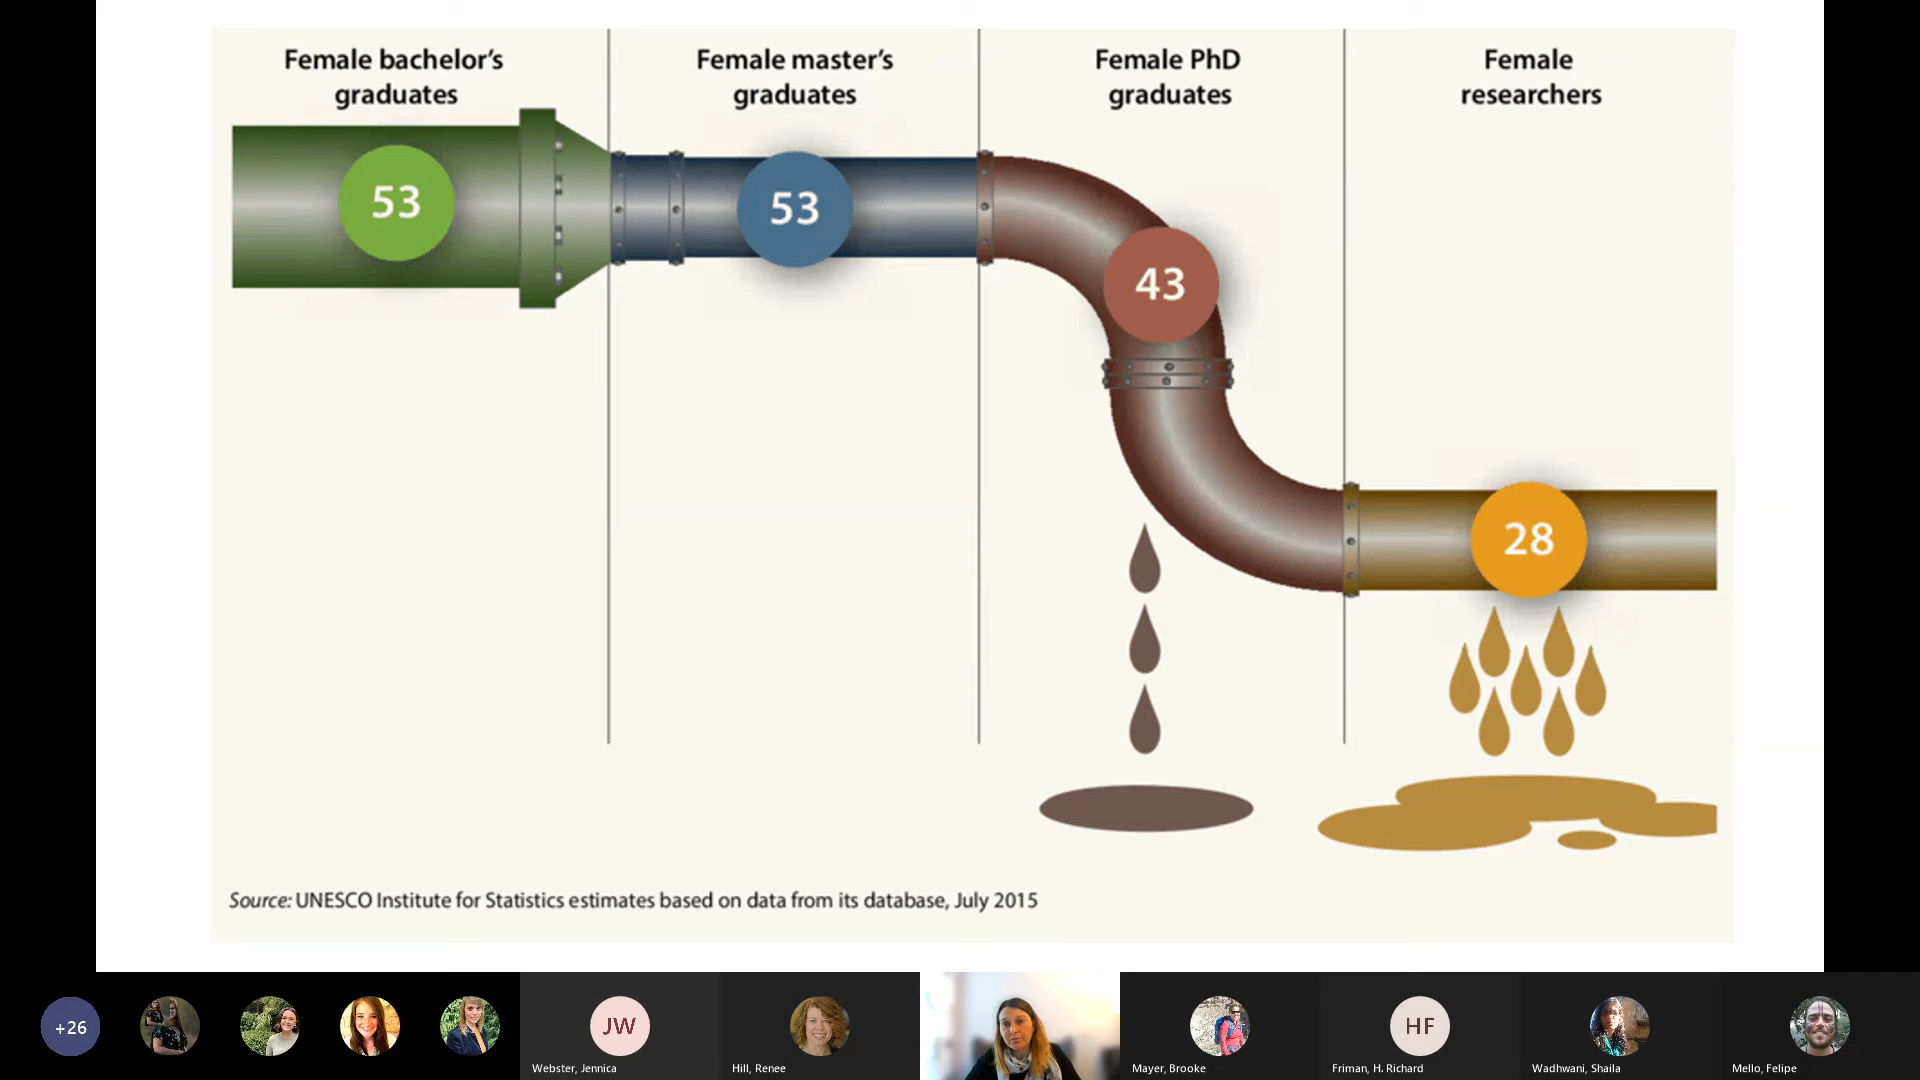 Female bachelor's
graduates
Female master's
graduates
Female PhD
graduates
Female
researchers
53
53
43
28
Source: UNESCO Institute for Statistics estimates based on data from its database, July 2015
+26
JW
Webster, Jennica
Hill, Renee
Mayer, Brooke
HF
Friman, H. Richard
Wadhwani, Shaila
Mello, Felipe